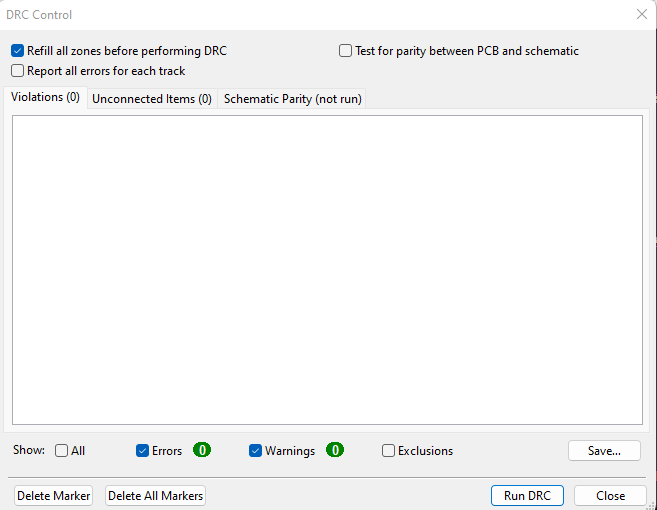 DRC Control
Refill all zones before performing DRC
Test for parity between PCB and schematic
Report all errors for each track
Violations (0)
Unconnected Items (0)
Schematic Parity (not run)
Show:
All
Errors
0
Warnings
0
Exclusions
Save...
Delete Marker
Delete All Markers
Run DRC
Close